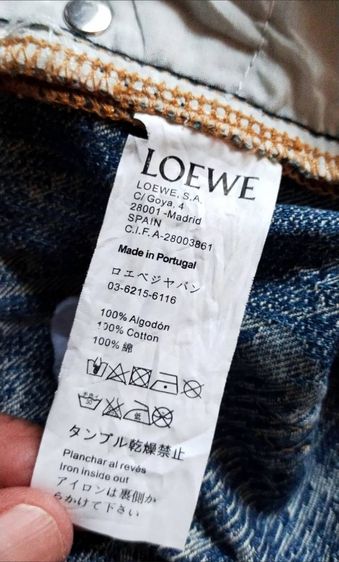 LOEWE
LOEWE, S.A.
C/ Goya, 4
28001 -Madrid
SPAIN
C.I.F. A-28003861
Made in Portugal
ロエベジャパン
03-6215-6116
100% Algodón
100% Cotton
100% 綿
タンブル乾燥禁止
Planchar al revés
Iron inside out
アイロンは裏側か
らかけて下さい